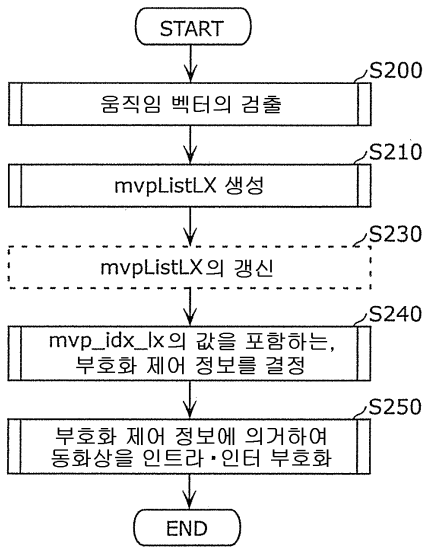 START
S200
움직임 벡터의 검출
S210
mvpListLX 생성
S230
mvpListLX의 갱신
S240
mvp_idx_lx의 값을 포함하는,
부호화 제어 정보를 결정
S250
부호화 제어 정보에 의거하여
동화상을 인트라·인터 부호화
END